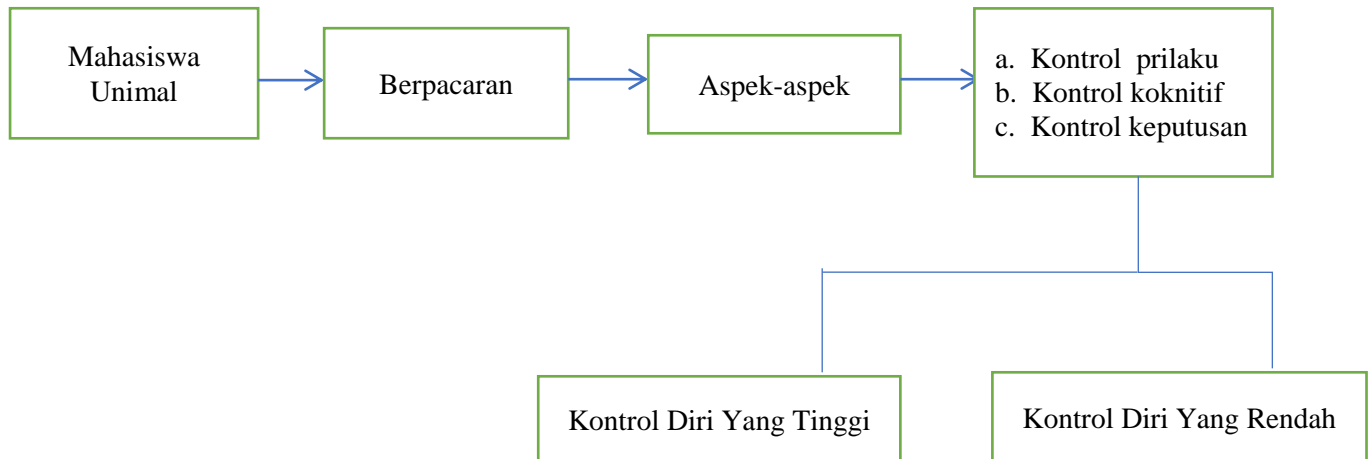 Mahasiswa
Unimal
Berpacaran
Aspek-aspek
a. Kontrol prilaku
b. Kontrol koknitif
c. Kontrol keputusan
Kontrol Diri Yang Tinggi
Kontrol Diri Yang Rendah